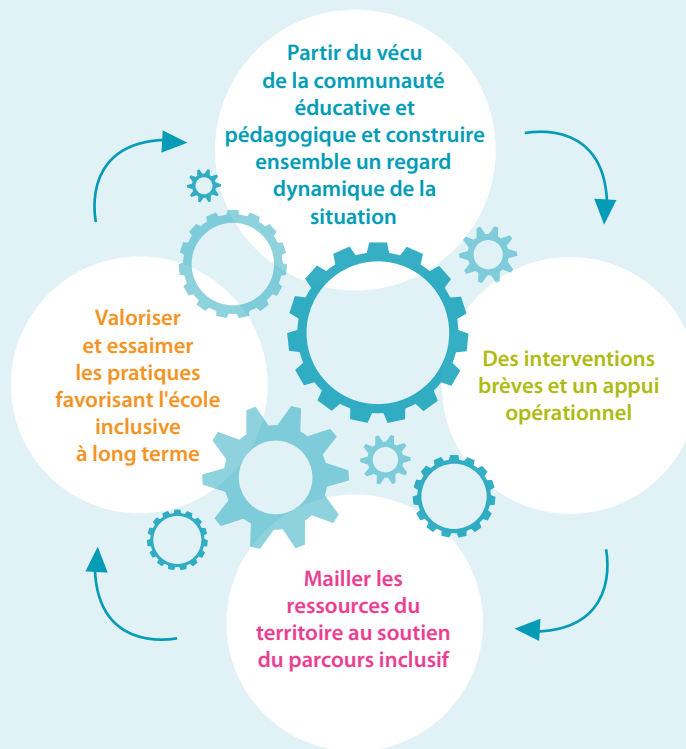 Partir du vécu
de la communauté
éducative et
pédagogique et construire
ensemble un regard
dynamique de la
situation
Des interventions
brèves et un appui
opérationnel
Mailler les
ressources du
territoire au soutien
du parcours inclusif
Valoriser
et essaimer
les pratiques
favorisant l'école
inclusive
à long terme